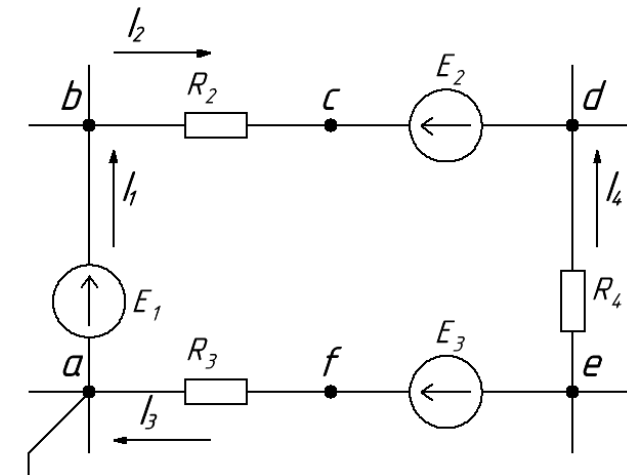 I₂
b
R₂
c
E₂
d
I₁
I₄
E₁
R₄
a
R₃
f
E₃
e
I₃